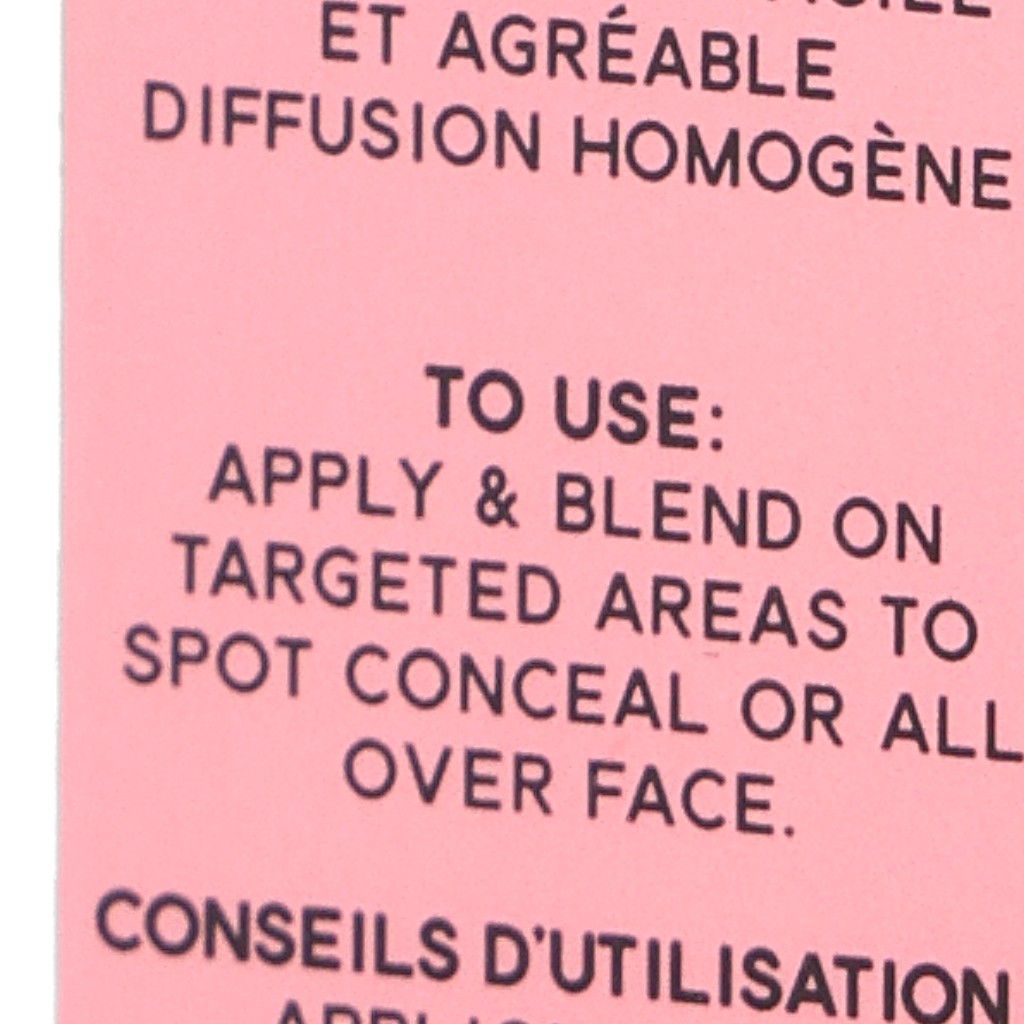 ET AGRÉABLE
DIFFUSION HOMOGÈNE
TO USE:
APPLY & BLEND ON
TARGETED AREAS TO
SPOT CONCEAL OR ALL
OVER FACE.
CONSEILS D'UTILISATION